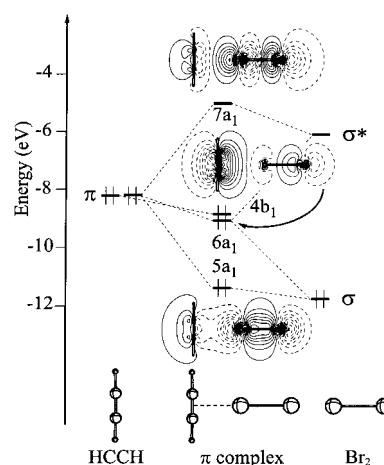 Energy (eV)
-4
-6
-8
-10
-12
7a₁
σ*
π
4b₁
6a₁
5a₁
σ
HCCH
π complex
Br₂